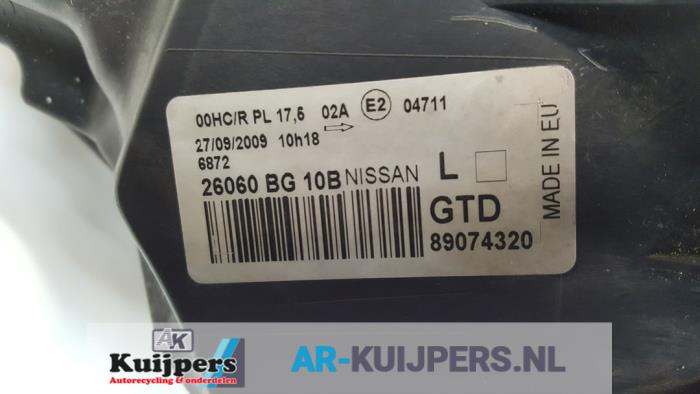 00HC/R PL 17,5 02A E2 04711
27/09/2009 10h18
6872
26060 BG 10B NISSAN L
GTD
89074320
MADE IN EU
AK
Kuijpers
Autorecycling & onderdelen
AR-KUIJPERS.NL